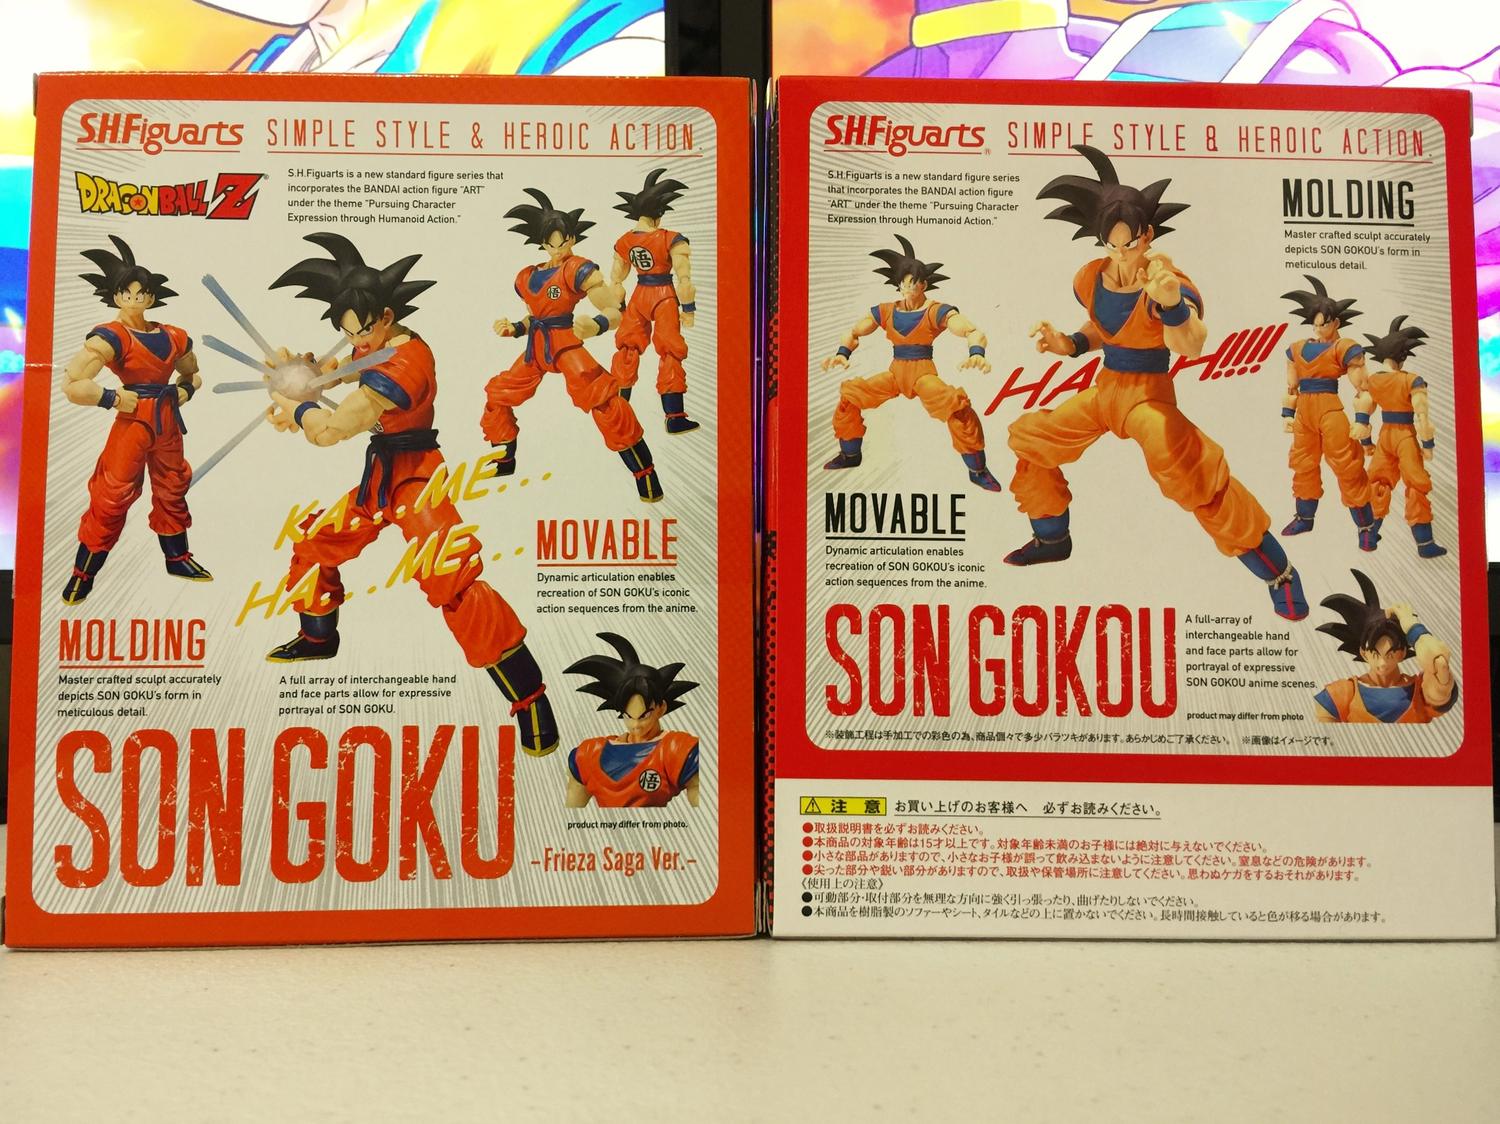 S.H.Figuarts SIMPLE STYLE & HEROIC ACTION.
DRAGONBALL Z
S.H.Figuarts is a new standard figure series that
incorporates the BANDAI action figure "ART"
under the theme "Pursuing Character
Expression through Humanoid Action."
悟
悟
KA...ME...
HA...ME...
MOVABLE
Dynamic articulation enables
recreation of SON GOKU's iconic
action sequences from the anime.
MOLDING
Master crafted sculpt accurately
depicts SON GOKU's form in
meticulous detail.
A full array of interchangeable hand
and face parts allow for expressive
portrayal of SON GOKU.
SON GOKU
悟
product may differ from photo.
-Frieza Saga Ver.-
S.H.Figuarts® SIMPLE STYLE & HEROIC ACTION.
S.H.Figuarts is a new standard figure series
that incorporates the BANDAI action figure
"ART" under the theme "Pursuing Character
Expression through Humanoid Action."
MOLDING
Master crafted sculpt accurately
depicts SON GOKOU's form in
meticulous detail.
HA H!!!!!
MOVABLE
Dynamic articulation enables
recreation of SON GOKOU's iconic
action sequences from the anime.
SON GOKOU
A full-array of
interchangeable hand
and face parts allow for
portrayal of expressive
SON GOKOU anime scenes.
product may differ from photo
※装飾工程は手加工での彩色の為、商品個々で多少バラツキがあります。あらかじめご了承ください。 ※画像はイメージです。
注 意 お買い上げのお客様へ 必ずお読みください。
●取扱説明書を必ずお読みください。
●本商品の対象年齢は15才以上です。対象年齢未満のお子様には絶対に与えないでください。
●小さな部品がありますので、小さなお子様が誤って飲み込まないように注意してください。窒息などの危険があります。
●尖った部分や鋭い部分がありますので、取扱や保管場所に注意してください。思わぬケガをするおそれがあります。
〈使用上の注意〉
●可動部分・取付部分を無理な方向に強く引っ張ったり、曲げたりしないでください。
●本商品を樹脂製のソファーやシート、タイルなどの上に置かないでください。長時間接触していると色が移る場合があります。